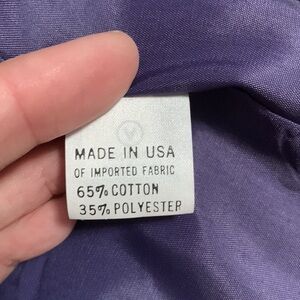 MADE IN USA
OF IMPORTED FABRIC
65% COTTON
35% POLYESTER